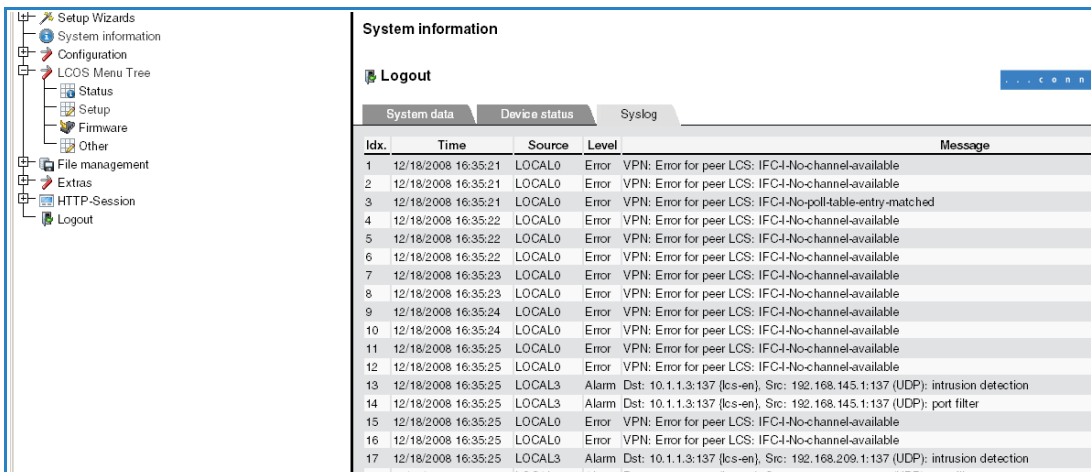 Setup Wizards
System information
Configuration
LCOS Menu Tree
Status
Setup
Firmware
Other
File management
Extras
HTTP-Session
Logout
System information
Logout
...conn
System data Device status Syslog
Idx. Time Source Level Message
1 12/18/2008 16:35:21 LOCAL0 Error VPN: Error for peer LCS: IFC-I-No-channel-available
2 12/18/2008 16:35:21 LOCAL0 Error VPN: Error for peer LCS: IFC-I-No-channel-available
3 12/18/2008 16:35:21 LOCAL0 Error VPN: Error for peer LCS: IFC-I-No-poll-table-entry-matched
4 12/18/2008 16:35:22 LOCAL0 Error VPN: Error for peer LCS: IFC-I-No-channel-available
5 12/18/2008 16:35:22 LOCAL0 Error VPN: Error for peer LCS: IFC-I-No-channel-available
6 12/18/2008 16:35:22 LOCAL0 Error VPN: Error for peer LCS: IFC-I-No-channel-available
7 12/18/2008 16:35:23 LOCAL0 Error VPN: Error for peer LCS: IFC-I-No-channel-available
8 12/18/2008 16:35:23 LOCAL0 Error VPN: Error for peer LCS: IFC-I-No-channel-available
9 12/18/2008 16:35:24 LOCAL0 Error VPN: Error for peer LCS: IFC-I-No-channel-available
10 12/18/2008 16:35:24 LOCAL0 Error VPN: Error for peer LCS: IFC-I-No-channel-available
11 12/18/2008 16:35:25 LOCAL0 Error VPN: Error for peer LCS: IFC-I-No-channel-available
12 12/18/2008 16:35:25 LOCAL0 Error VPN: Error for peer LCS: IFC-I-No-channel-available
13 12/18/2008 16:35:25 LOCAL3 Alarm Dst: 10.1.1.3:137 {lcs-en}, Src: 192.168.145.1:137 (UDP): intrusion detection
14 12/18/2008 16:35:25 LOCAL3 Alarm Dst: 10.1.1.3:137 {lcs-en}, Src: 192.168.145.1:137 (UDP): port filter
15 12/18/2008 16:35:25 LOCAL0 Error VPN: Error for peer LCS: IFC-I-No-channel-available
16 12/18/2008 16:35:25 LOCAL0 Error VPN: Error for peer LCS: IFC-I-No-channel-available
17 12/18/2008 16:35:25 LOCAL3 Alarm Dst: 10.1.1.3:137 {lcs-en}, Src: 192.168.209.1:137 (UDP): intrusion detection